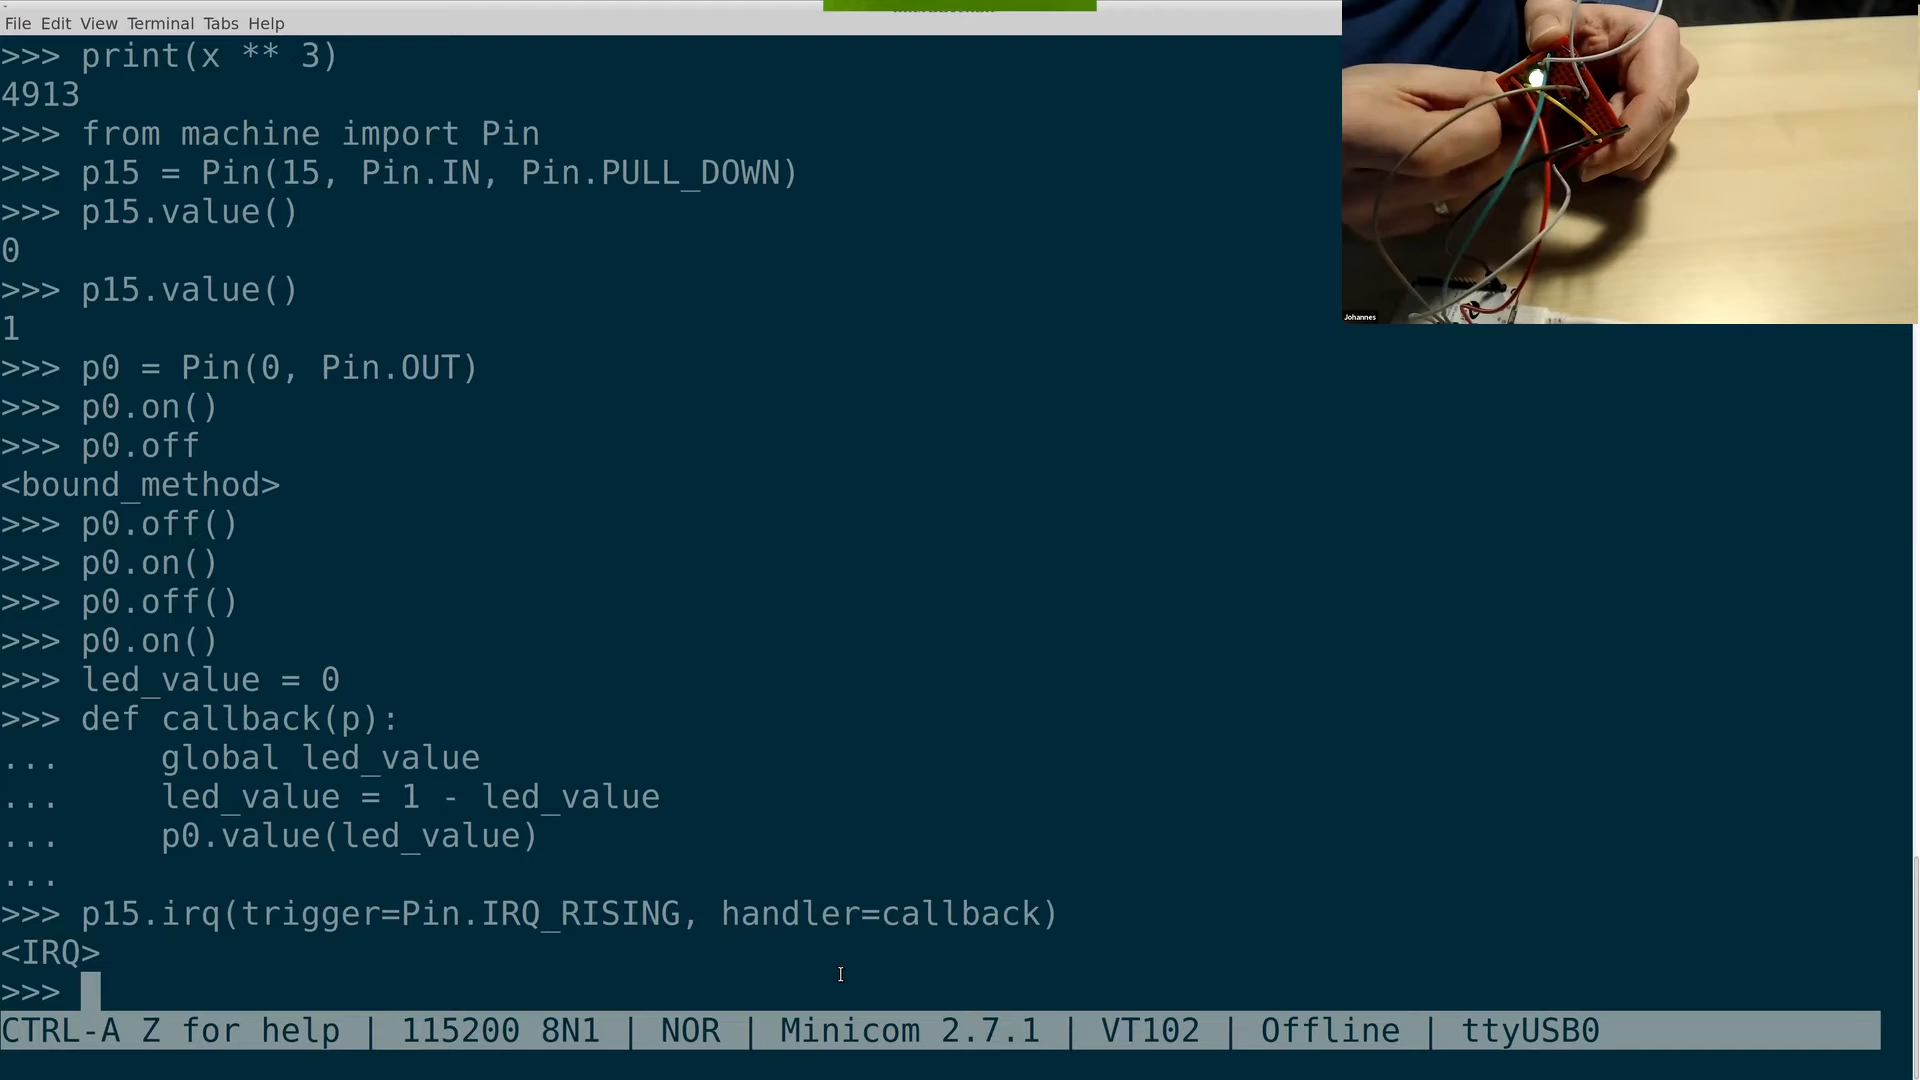 File Edit View Terminal Tabs Help
>>> print(x ** 3)
4913
>>> from machine import Pin
>>> p15 = Pin(15, Pin.IN, Pin.PULL_DOWN)
>>> p15.value()
0
>>> p15.value()
1
>>> p0 = Pin(0, Pin.OUT)
>>> p0.on()
>>> p0.off
<bound_method>
>>> p0.off()
>>> p0.on()
>>> p0.off()
>>> p0.on()
>>> led_value = 0
>>> def callback(p):
...     global led_value
...     led_value = 1 - led_value
...     p0.value(led_value)
...
>>> p15.irq(trigger=Pin.IRQ_RISING, handler=callback)
<IRQ>
>>>
CTRL-A Z for help | 115200 8N1 | NOR | Minicom 2.7.1 | VT102 | Offline | ttyUSB0
Johannes